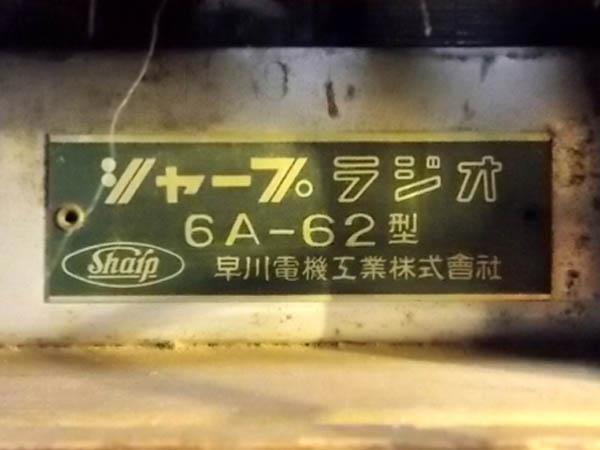 シャープラジオ
6A-62型
Sharp
早川電機工業株式會社